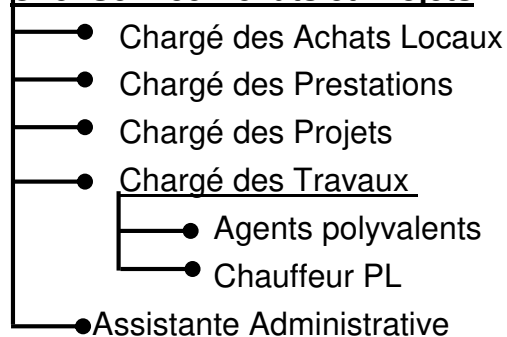 Chargé des Achats Locaux
Chargé des Prestations
Chargé des Projets
Chargé des Travaux
Agents polyvalents
Chauffeur PL
Assistante Administrative